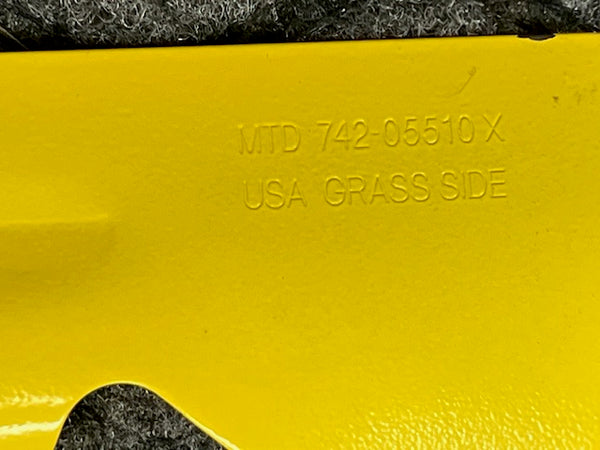 MTD 742-05510 X
USA GRASS SIDE